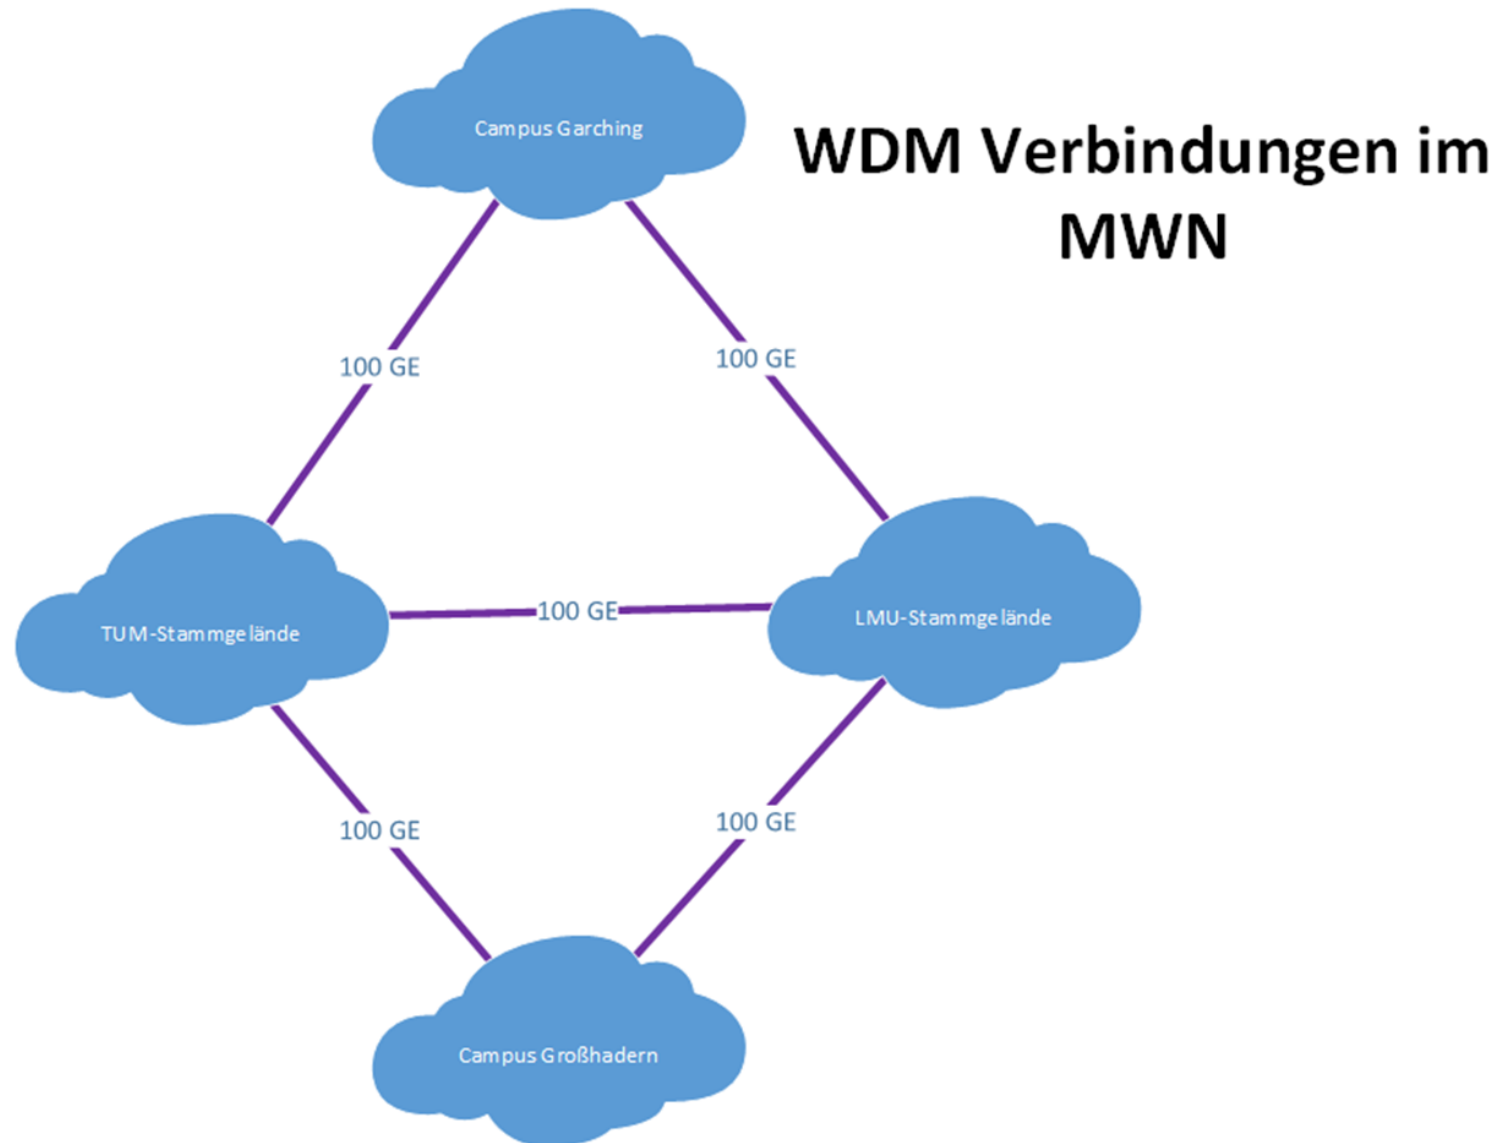 Campus Garching
WDM Verbindungen im
MWN
100 GE
100 GE
TUM-Stammgelände
100 GE
LMU-Stammgelände
100 GE
100 GE
Campus Großhadern